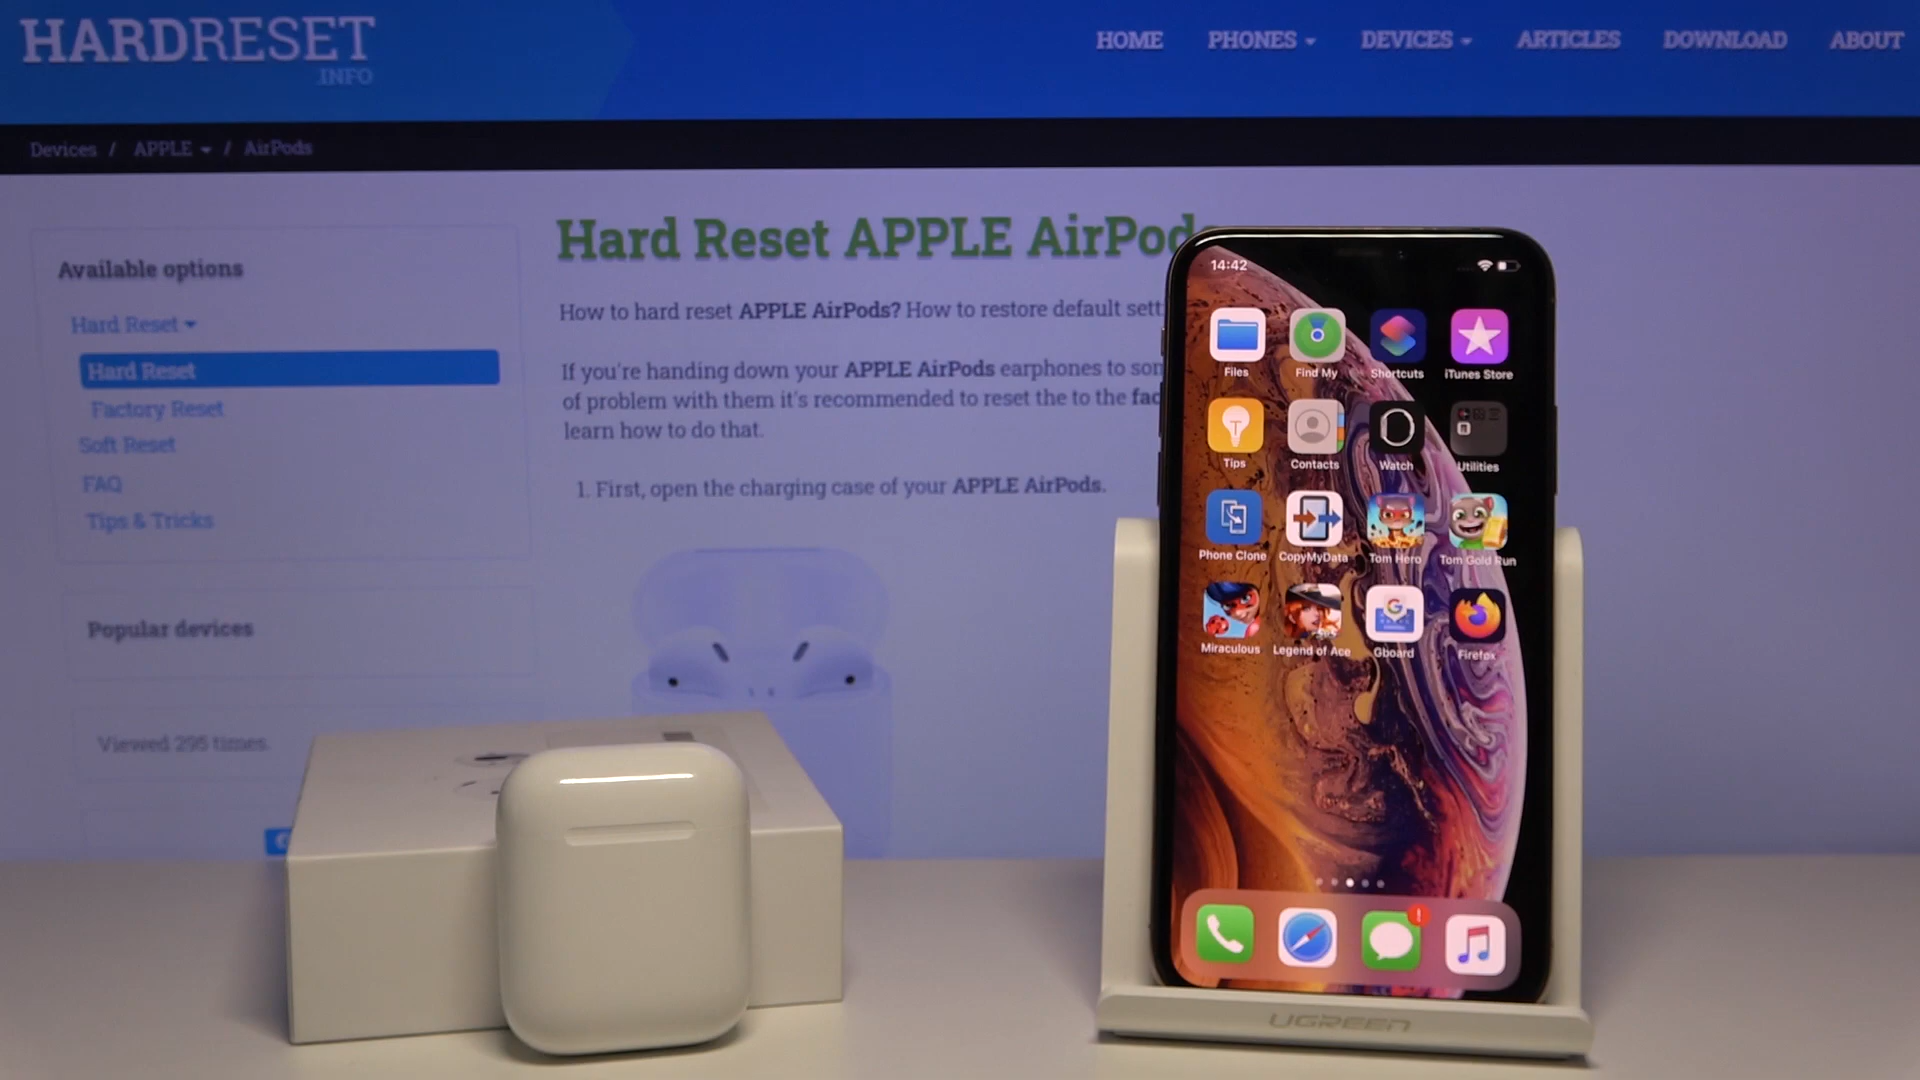 HARDRESET
.INFO
HOME PHONES DEVICES ARTICLES DOWNLOAD ABOUT
Devices / APPLE / AirPods
Available options
Hard Reset
Hard Reset
Factory Reset
Soft Reset
FAQ
Tips & Tricks
Popular devices
Viewed 295 times.
Hard Reset APPLE AirPods
How to hard reset APPLE AirPods? How to restore default sett
If you're handing down your APPLE AirPods earphones to som
of problem with them it's recommended to reset the to the fac
learn how to do that.
1. First, open the charging case of your APPLE AirPods.
14:42
Files Find My Shortcuts iTunes Store
Tips Contacts Watch Utilities
Phone Clone CopyMyData Tom Hero Tom Gold Run
Miraculous Legend of Ace Gboard Firefox
UGREEN